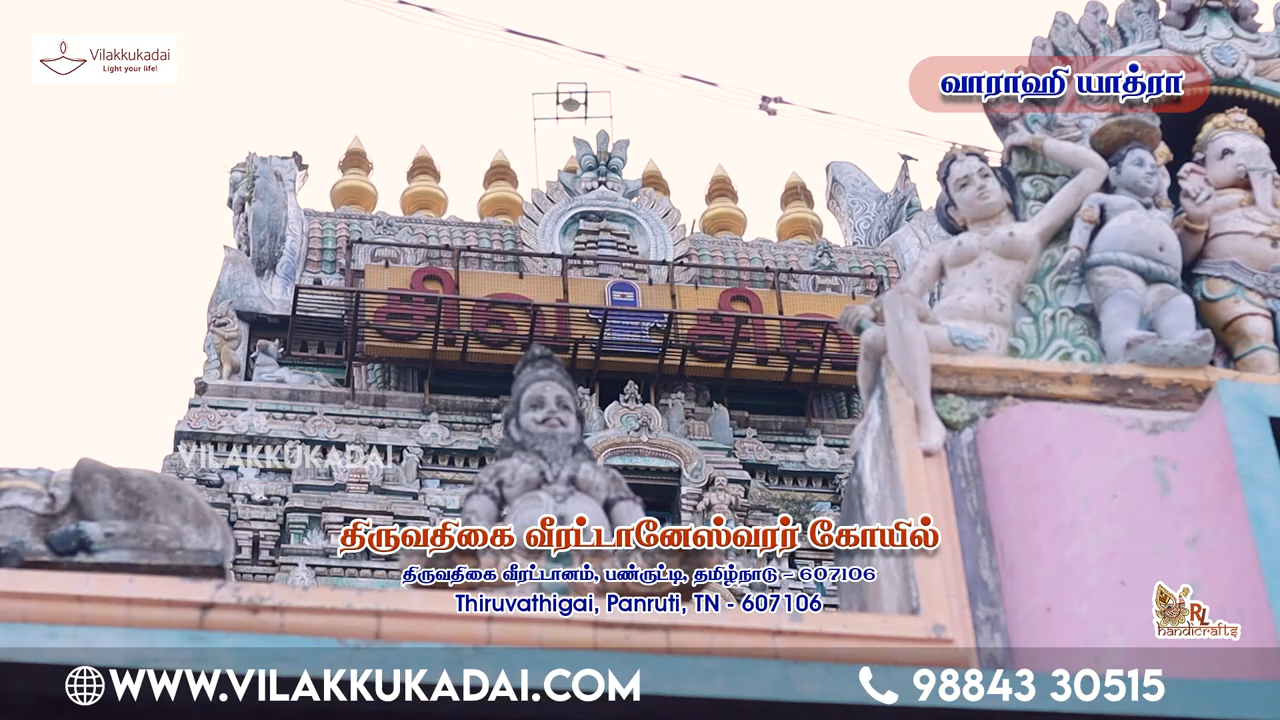 Vilakkukadai
Light your life!
வாராஹி யாத்ரா
சிவ சிவ
VILAKKUKADAI
திருவதிகை வீரட்டானேஸ்வரர் கோயில்
திருவதிகை வீரட்டானம், பண்ருட்டி, தமிழ்நாடு - 607106
Thiruvathigai, Panruti, TN - 607106
RL
handicrafts
WWW.VILAKKUKADAI.COM
98843 30515